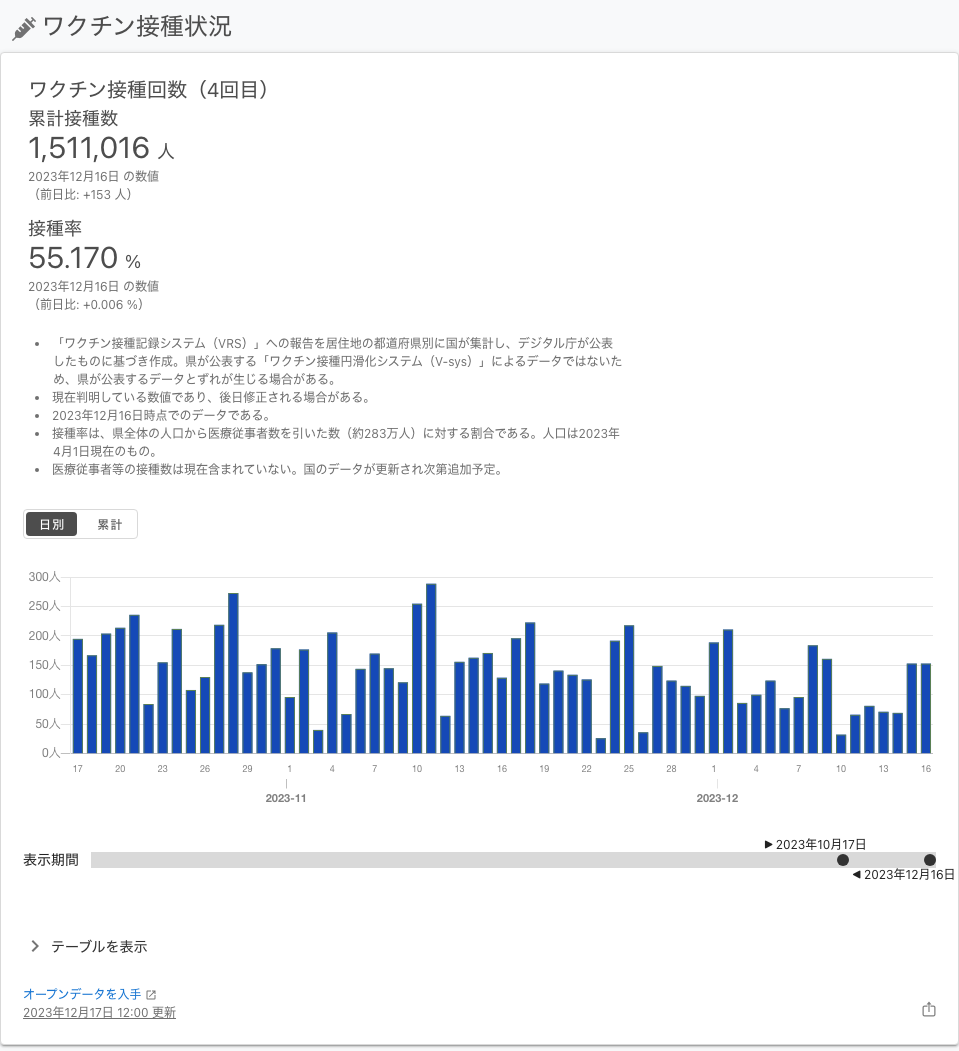 ワクチン接種状況
ワクチン接種回数（4回目）
累計接種数
1,511,016 人
2023年12月16日 の数値
（前日比: +153 人）
接種率
55.170 %
2023年12月16日 の数値
（前日比: +0.006 %）
• 「ワクチン接種記録システム（VRS）」への報告を居住地の都道府県別に国が集計し、デジタル庁が公表
したものに基づき作成。県が公表する「ワクチン接種円滑化システム（V-sys）」によるデータではないた
め、県が公表するデータとずれが生じる場合がある。
• 現在判明している数値であり、後日修正される場合がある。
• 2023年12月16日時点でのデータである。
• 接種率は、県全体の人口から医療従事者数を引いた数（約283万人）に対する割合である。人口は2023年
4月1日現在のもの。
• 医療従事者等の接種数は現在含まれていない。国のデータが更新され次第追加予定。
日別 累計
300人
250人
200人
150人
100人
50人
0人
17 20 23 26 29 1 4 7 10 13 16 19 22 25 28 1 4 7 10 13 16
2023-11 2023-12
▶ 2023年10月17日
表示期間
◀ 2023年12月16日
テーブルを表示
オープンデータを入手
2023年12月17日 12:00 更新